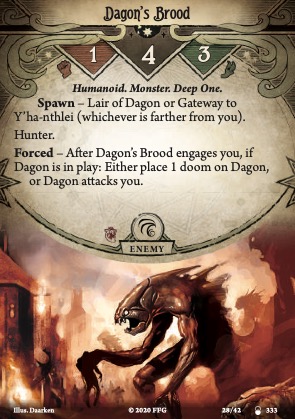 Dagon's Brood
1 4 3
Humanoid. Monster. Deep One.
Spawn – Lair of Dagon or Gateway to
Y'ha-nthlei (whichever is farther from you).
Hunter.
Forced – After Dagon's Brood engages you, if
Dagon is in play: Either place 1 doom on Dagon,
or Dagon attacks you.
ENEMY
Illus. Daarken © 2020 FFG 28/42 333